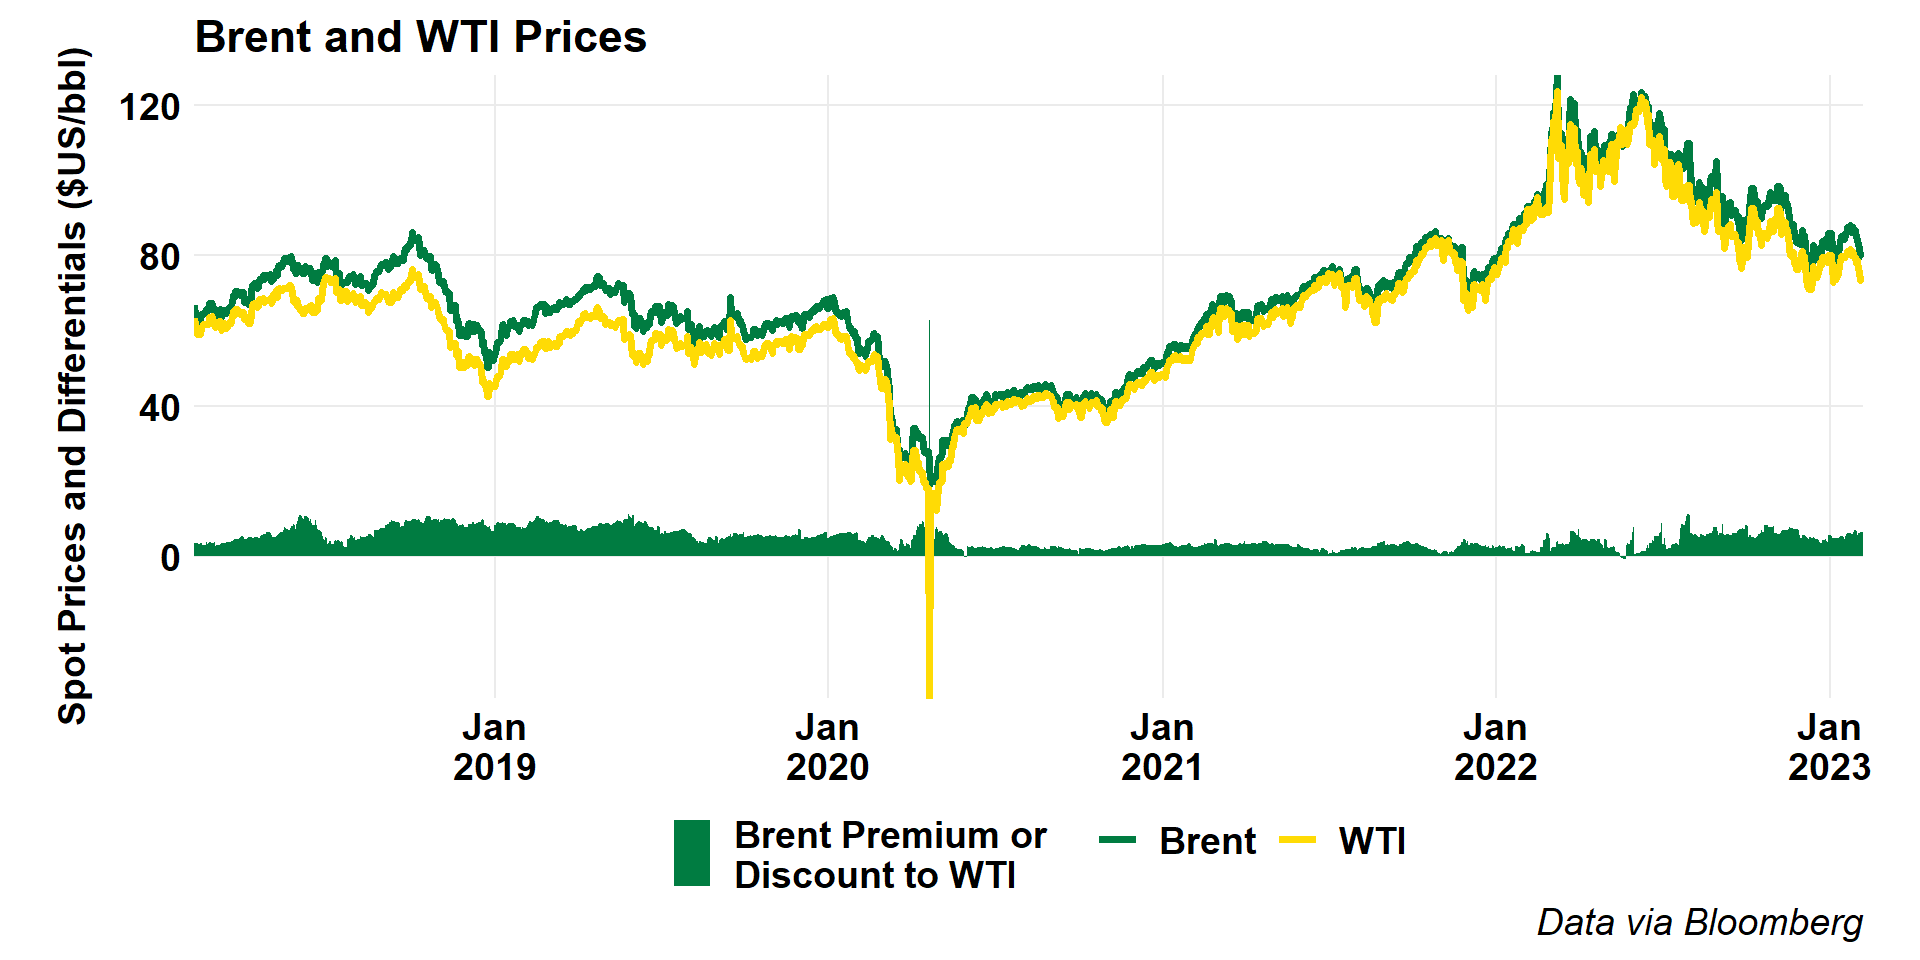 Brent and WTI Prices
Spot Prices and Differentials ($US/bbl)
120
80
40
0
Jan
2019
Jan
2020
Jan
2021
Jan
2022
Jan
2023
Brent Premium or
Discount to WTI
Brent
WTI
Data via Bloomberg